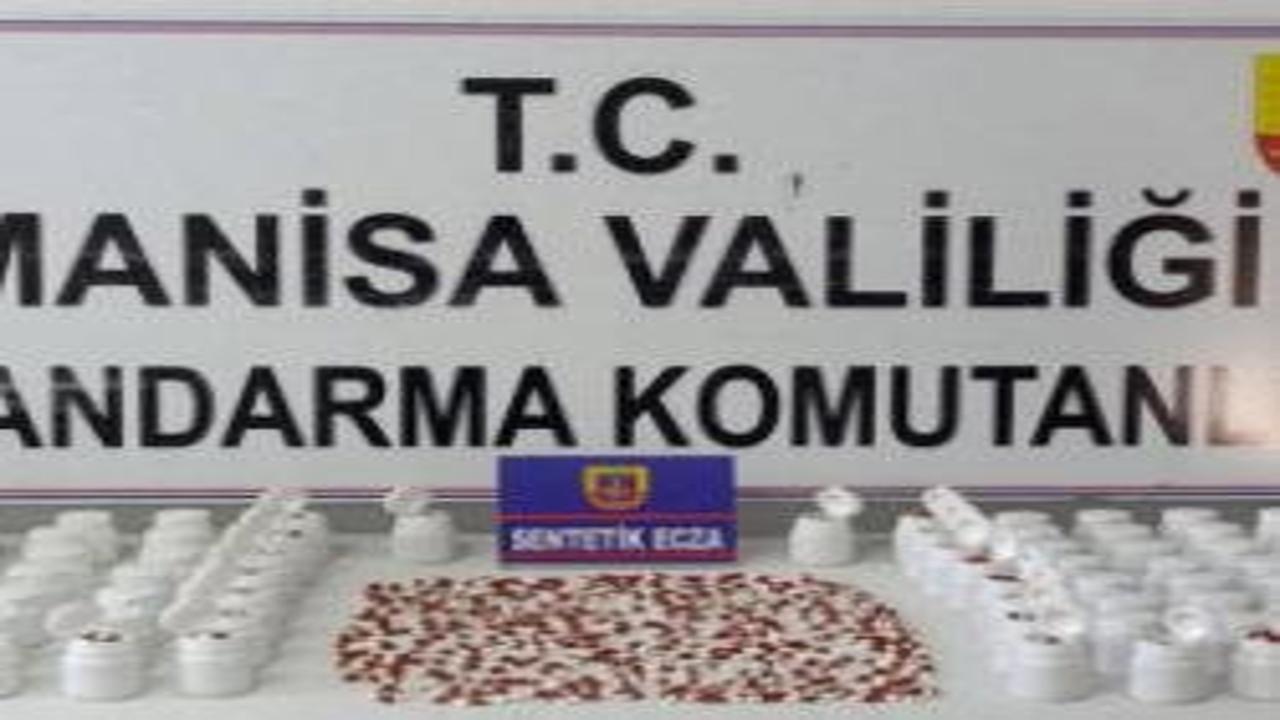 T.C.
MANİSA VALİLİĞİ
ANDARMA KOMUTANL
SENTETİK ECZA